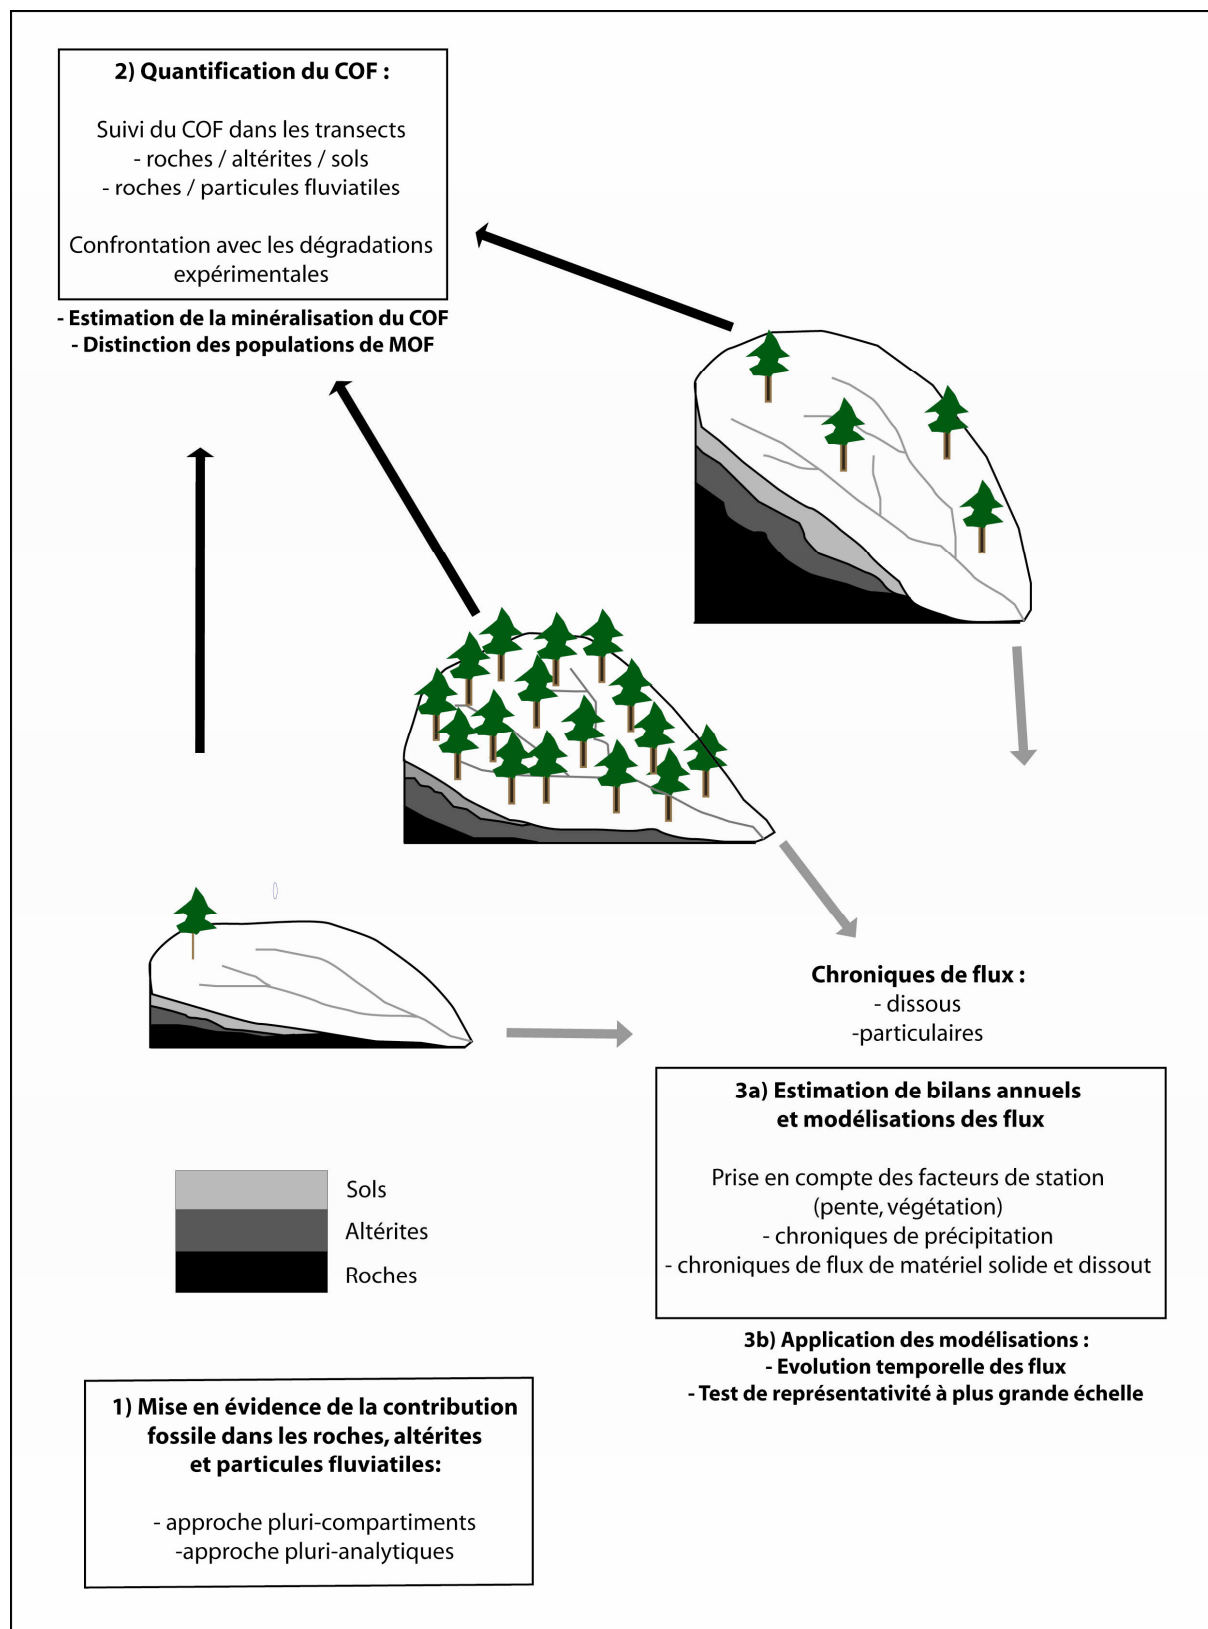 2) Quantification du COF :
Suivi du COF dans les transects
- roches / altérites / sols
- roches / particules fluviatiles
Confrontation avec les dégradations
expérimentales
- Estimation de la minéralisation du COF
- Distinction des populations de MOF
Chroniques de flux :
- dissous
-particulaires
3a) Estimation de bilans annuels
et modélisations des flux
Prise en compte des facteurs de station
(pente, végétation)
- chroniques de précipitation
- chroniques de flux de matériel solide et dissout
3b) Application des modélisations :
- Evolution temporelle des flux
- Test de représentativité à plus grande échelle
Sols
Altérites
Roches
1) Mise en évidence de la contribution
fossile dans les roches, altérites
et particules fluviatiles:
- approche pluri-compartiments
-approche pluri-analytiques